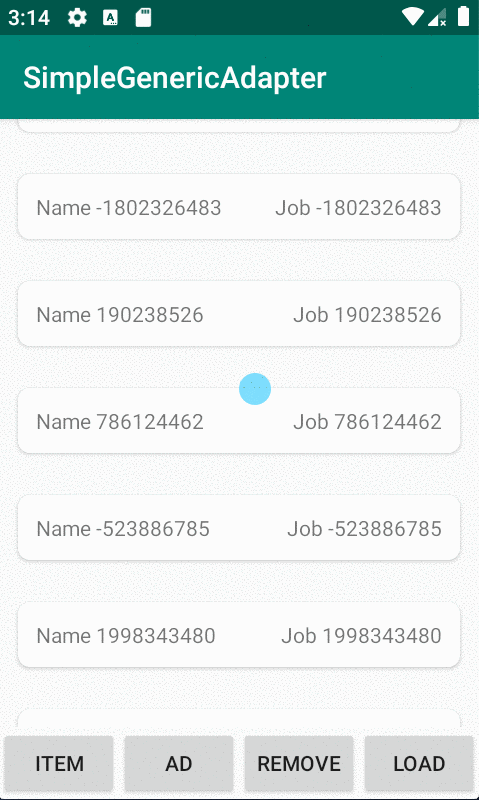 3:14
SimpleGenericAdapter
Name -1802326483 Job -1802326483
Name 190238526 Job 190238526
Name 786124462 Job 786124462
Name -523886785 Job -523886785
Name 1998343480 Job 1998343480
ITEM AD REMOVE LOAD